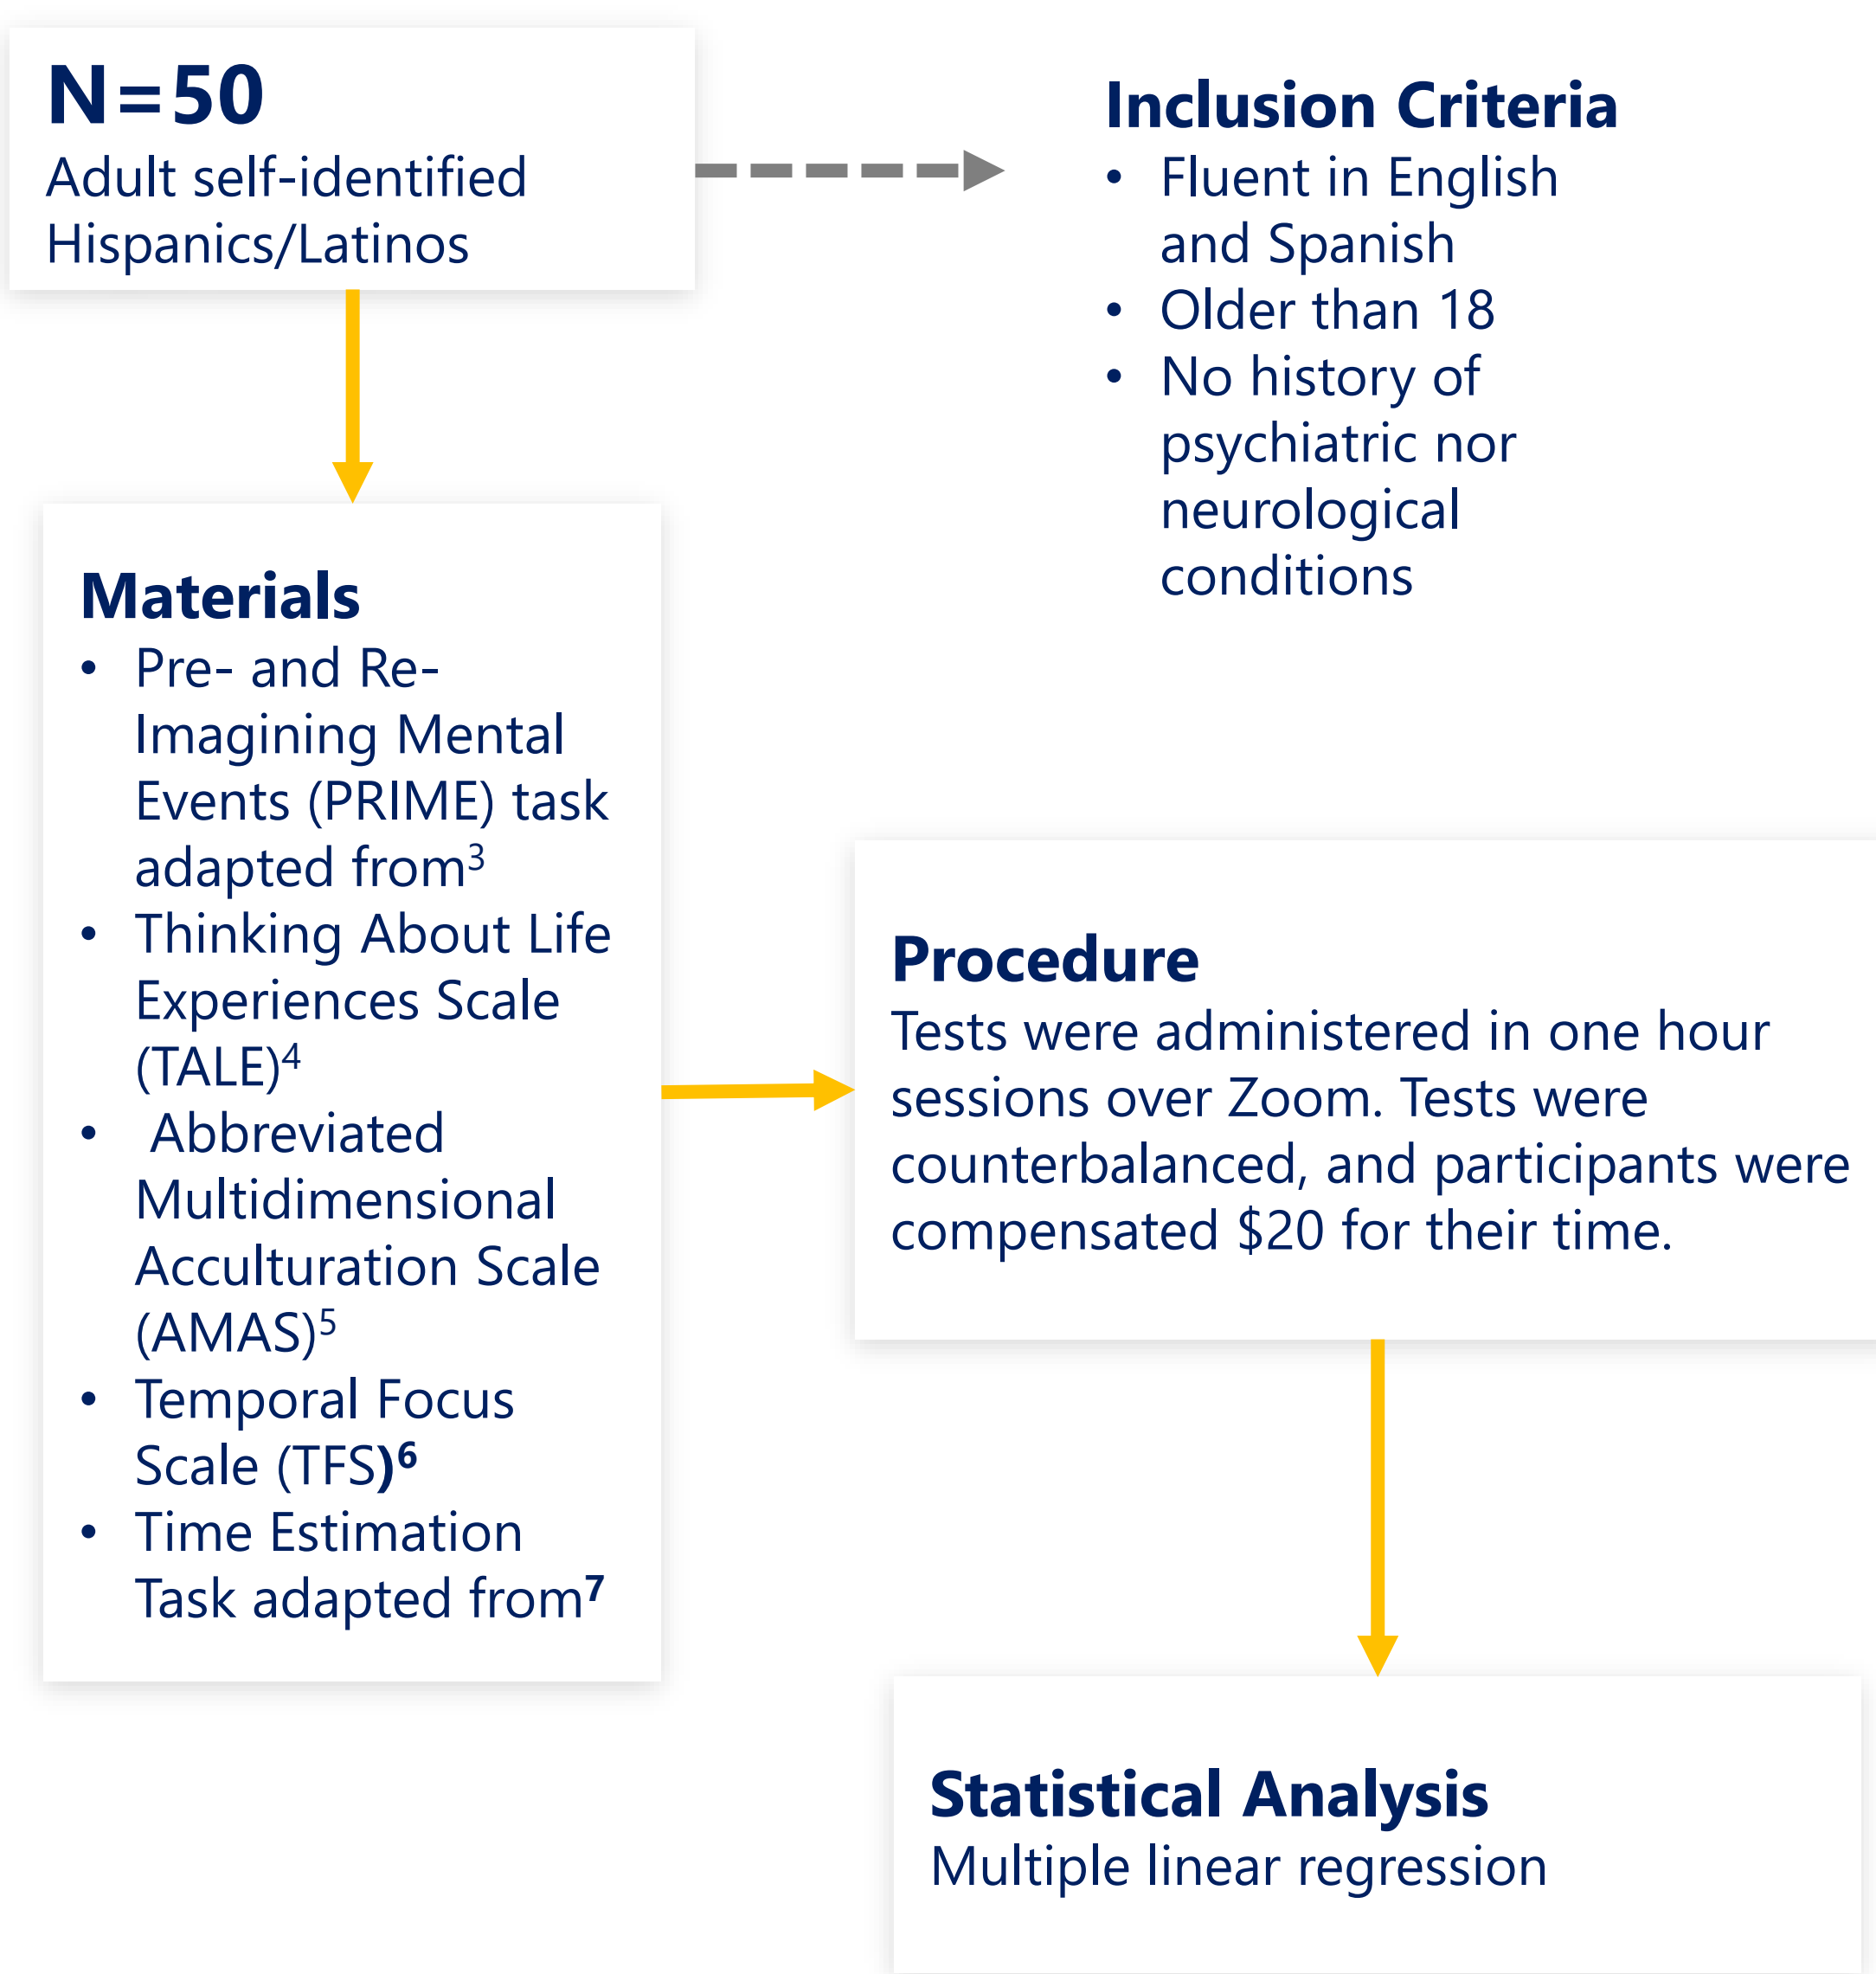 N=50
Adult self-identified
Hispanics/Latinos
Inclusion Criteria
• Fluent in English
and Spanish
• Older than 18
• No history of
psychiatric nor
neurological
conditions
Materials
• Pre- and Re-
Imagining Mental
Events (PRIME) task
adapted from³
• Thinking About Life
Experiences Scale
(TALE)⁴
• Abbreviated
Multidimensional
Acculturation Scale
(AMAS)⁵
• Temporal Focus
Scale (TFS)⁶
• Time Estimation
Task adapted from⁷
Procedure
Tests were administered in one hour
sessions over Zoom. Tests were
counterbalanced, and participants were
compensated $20 for their time.
Statistical Analysis
Multiple linear regression